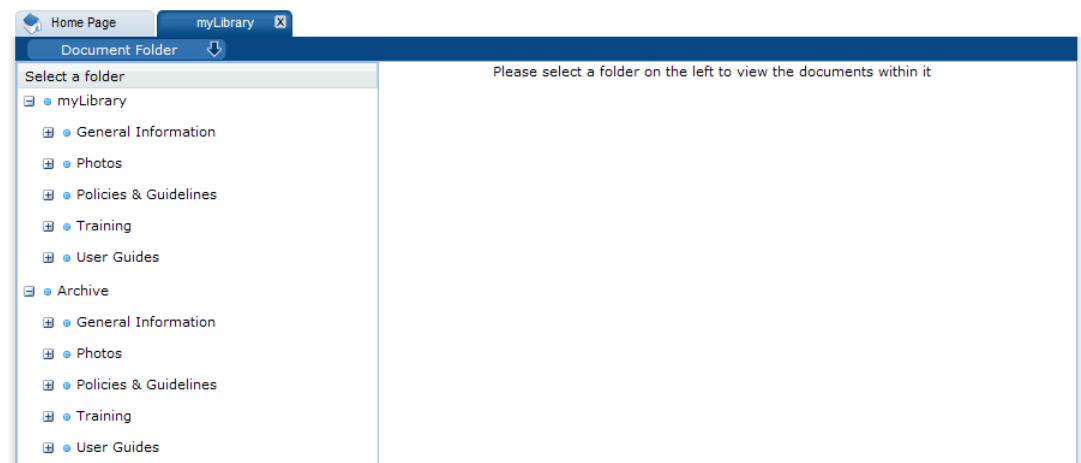 Home Page
myLibrary X
Document Folder
Select a folder
myLibrary
General Information
Photos
Policies & Guidelines
Training
User Guides
Archive
General Information
Photos
Policies & Guidelines
Training
User Guides
Please select a folder on the left to view the documents within it